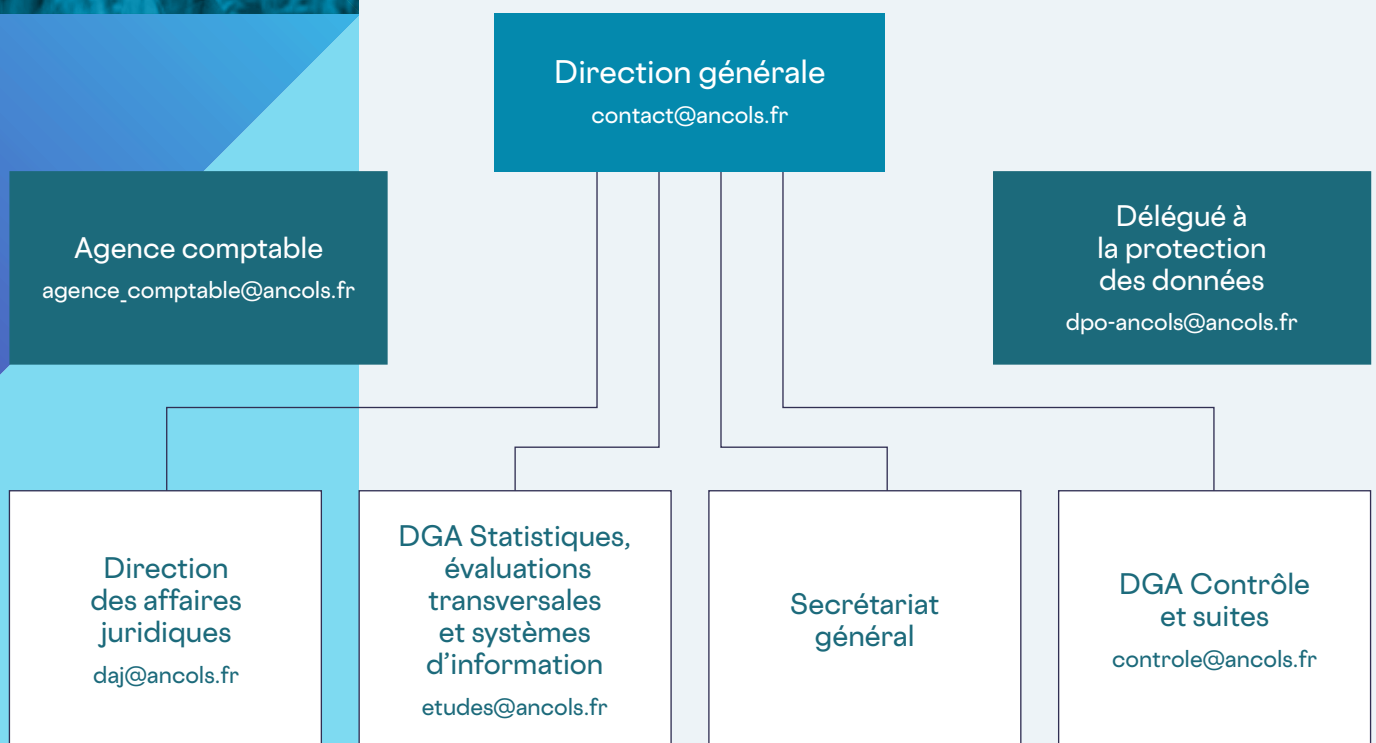 Direction générale
contact@ancols.fr
Agence comptable
agence_comptable@ancols.fr
Délégué à
la protection
des données
dpo-ancols@ancols.fr
Direction
des affaires
juridiques
daj@ancols.fr
DGA Statistiques,
évaluations
transversales
et systèmes
d’information
etudes@ancols.fr
Secrétariat
général
DGA Contrôle
et suites
controle@ancols.fr